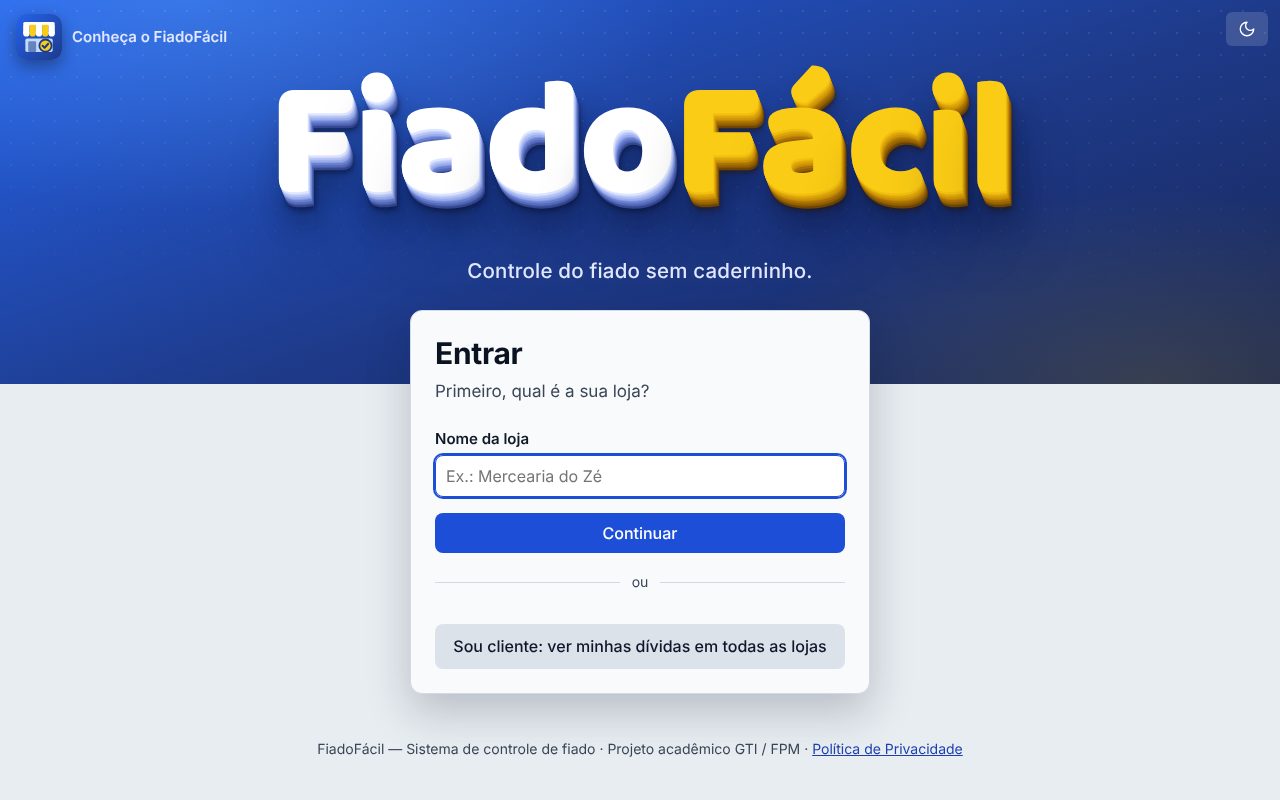 Conheça o FiadoFácil
FiadoFácil
Controle do fiado sem caderninho.
Entrar
Primeiro, qual é a sua loja?
Nome da loja
Ex.: Mercearia do Zé
Continuar
ou
Sou cliente: ver minhas dívidas em todas as lojas
FiadoFácil — Sistema de controle de fiado · Projeto acadêmico GTI / FPM · Política de Privacidade